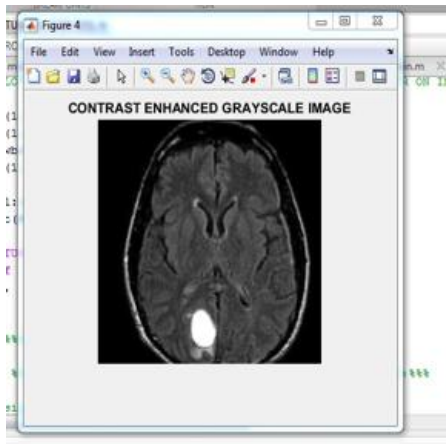 Figure 4
File Edit View Insert Tools Desktop Window Help
CONTRAST ENHANCED GRAYSCALE IMAGE